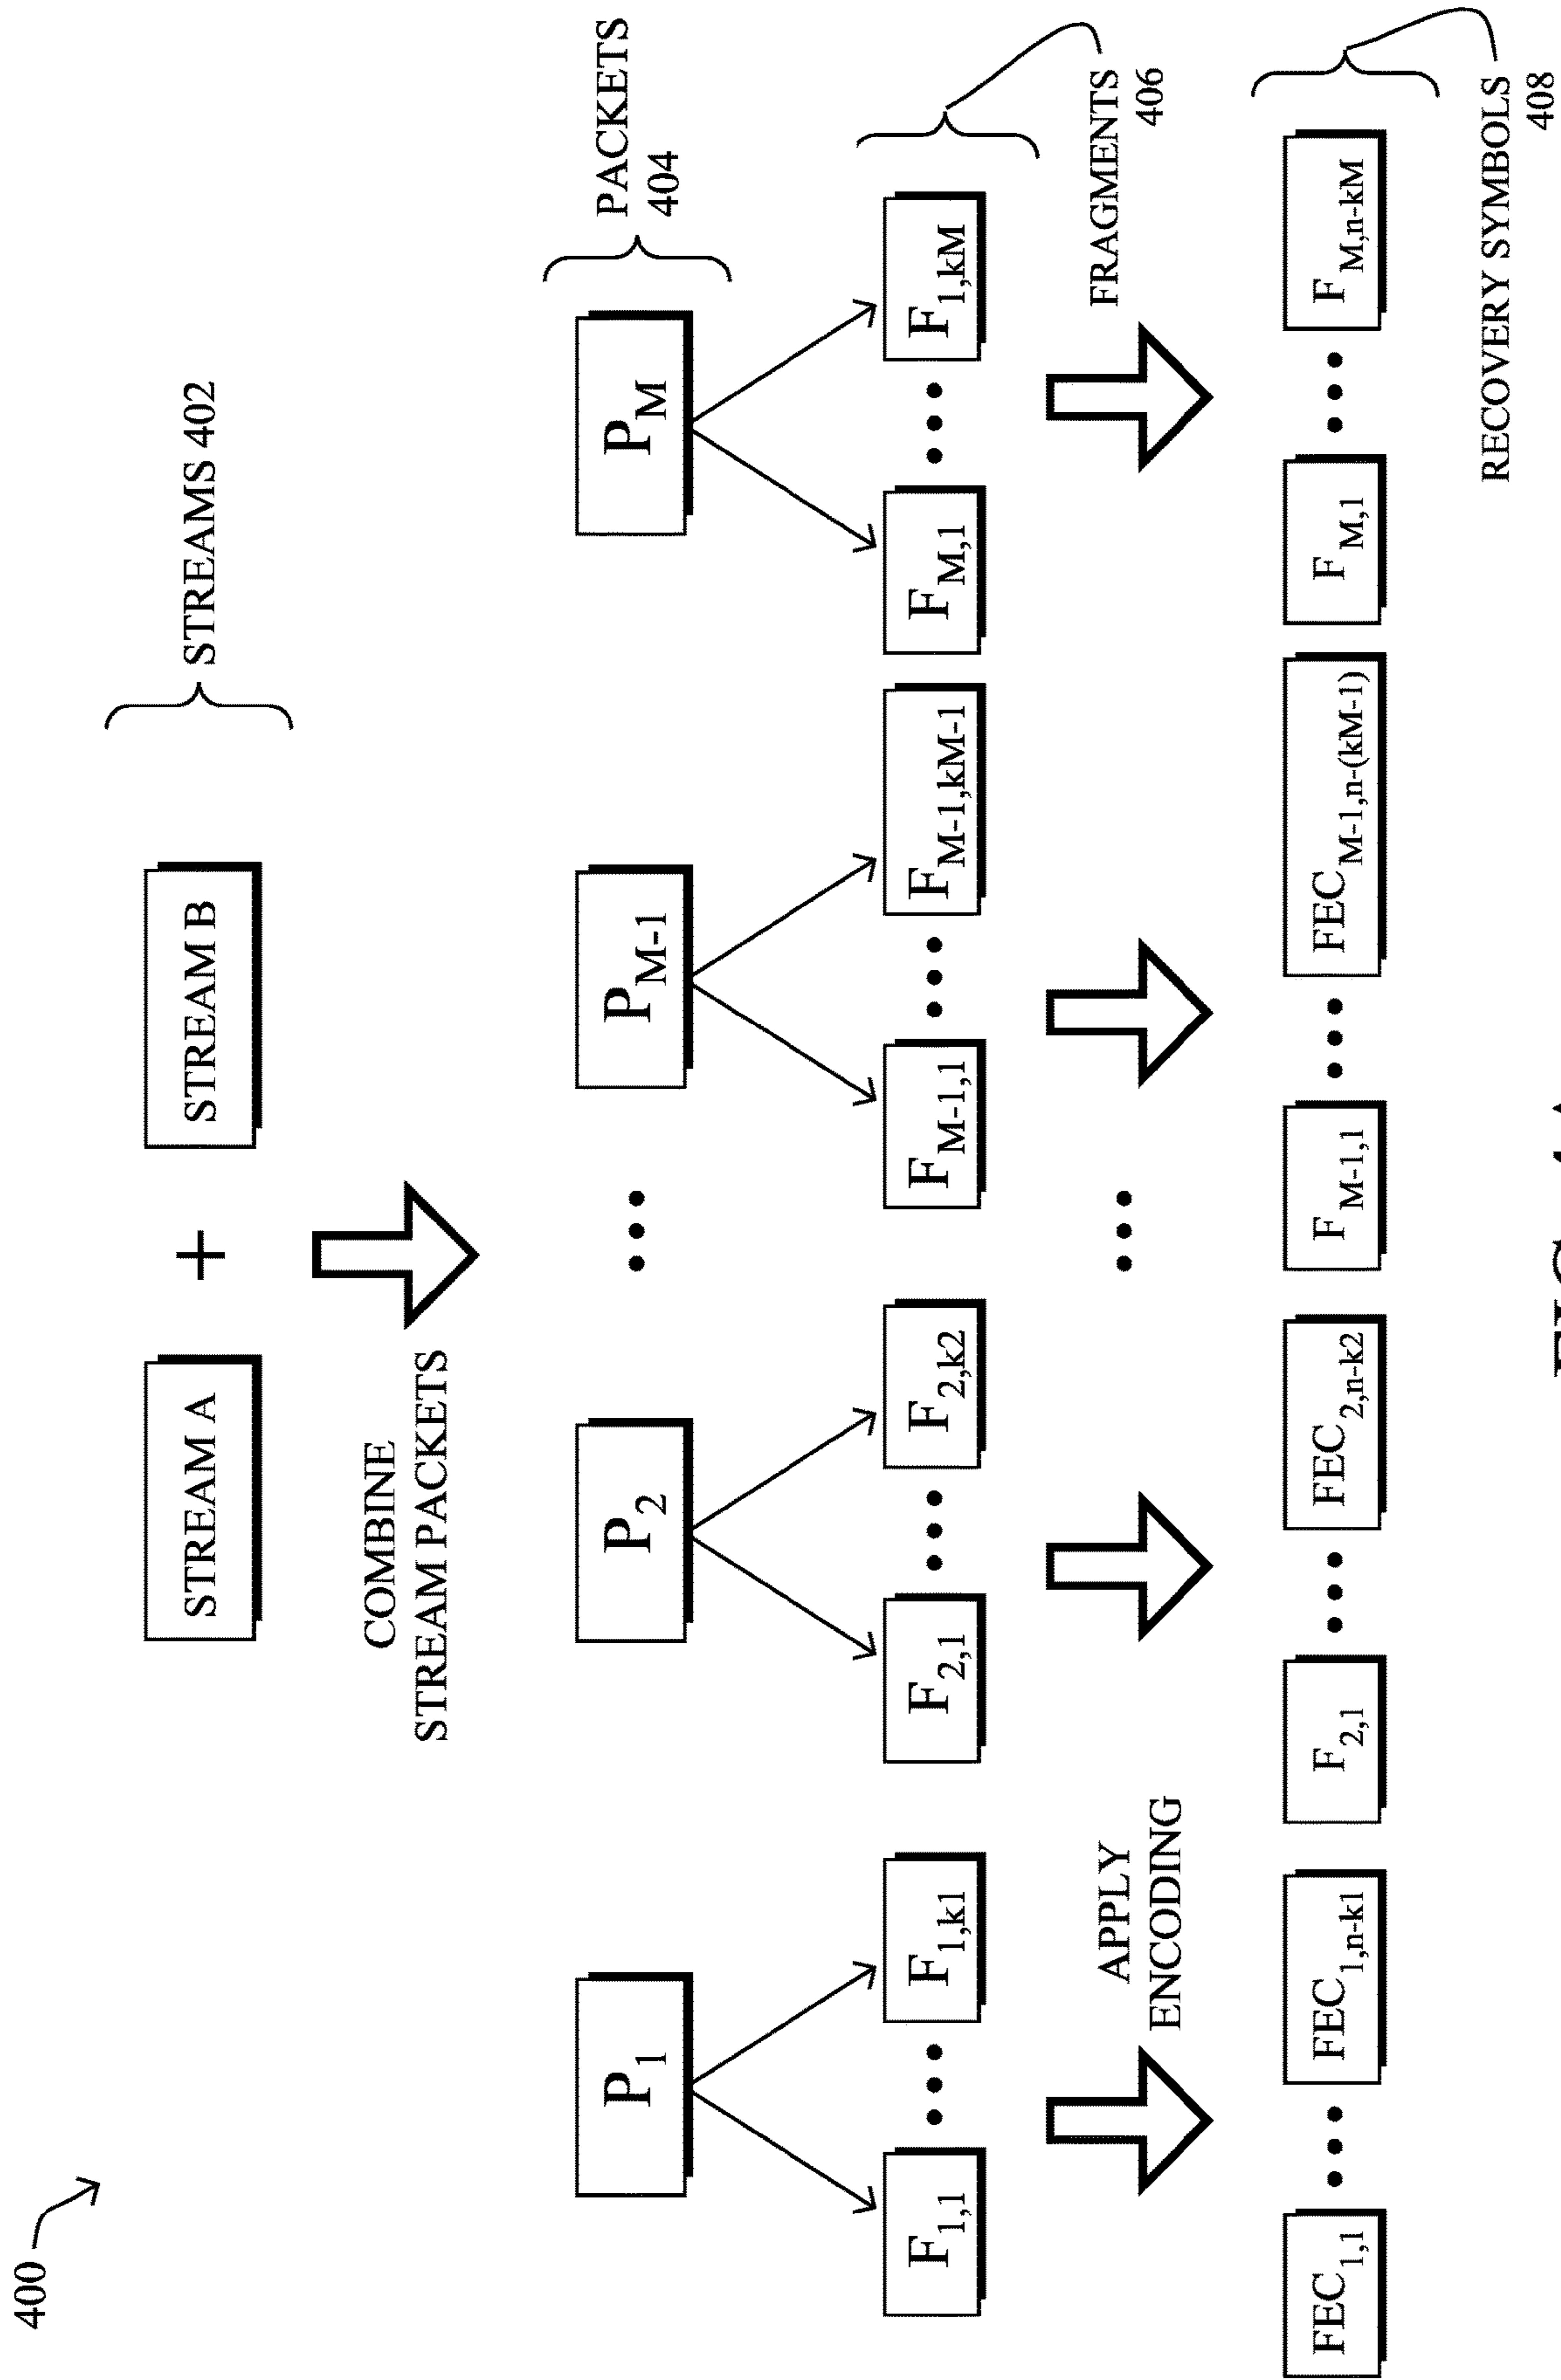 400
STREAMS 402
STREAM A + STREAM B
COMBINE
STREAM PACKETS
PACKETS
404
P1 P2 ... PM-1 PM
F1,1 ... F1,k1 F2,1 ... F2,k2 FM-1,1 ... FM-1,kM-1 FM,1 ... F1,kM
FRAGMENTS
406
APPLY
ENCODING
...
FEC1,1 ... FEC1,n-k1 F2,1 ... FEC2,n-k2 FM-1,1 ... FECM-1,n-(kM-1) FM,1 ... FM,n-kM
RECOVERY SYMBOLS
408